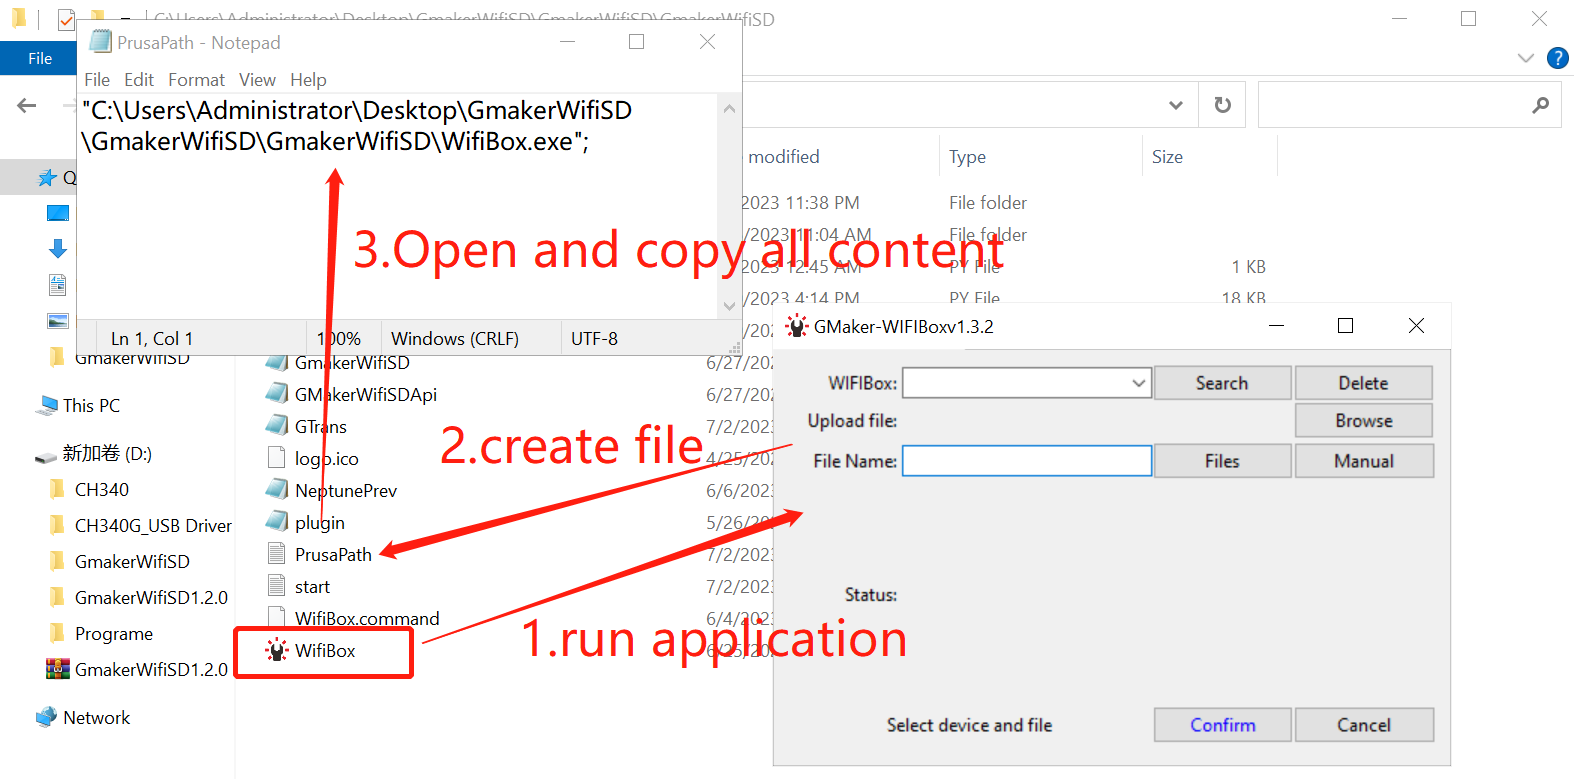 C:\Users\Administrator\Desktop\GmakerWifiSD\GmakerWifiSD\GmakerWifiSD
PrusaPath - Notepad
File
File Edit Format View Help
"C:\Users\Administrator\Desktop\GmakerWifiSD
\GmakerWifiSD\GmakerWifiSD\WifiBox.exe";
modified Type Size
Q
2023 11:38 PM File folder
/2023 11:04 AM File folder
3.Open and copy all content
2023 12:45 AM PY File 1 KB
/2023 4:14 PM PY File 18 KB
Ln 1, Col 1 100% Windows (CRLF) UTF-8
GMaker-WIFIBoxv1.3.2
GmakerWifiSD
GmakerWifiSD 6/27/202
WIFIBox: Search Delete
GMakerWifiSDApi 6/27/202
This PC
Upload file: Browse
GTrans 7/2/2023
2.create file
新加卷 (D:)
logo.ico 4/25/202
File Name: Files Manual
CH340
NeptunePrev 6/6/2023
CH340G_USB Driver
plugin 5/26/202
GmakerWifiSD
PrusaPath 7/2/2023
start 7/2/2023
GmakerWifiSD1.2.0
Status:
WifiBox.command 6/4/2023
Programe
1.run application
WifiBox 6/25/202
GmakerWifiSD1.2.0
Network
Select device and file Confirm Cancel